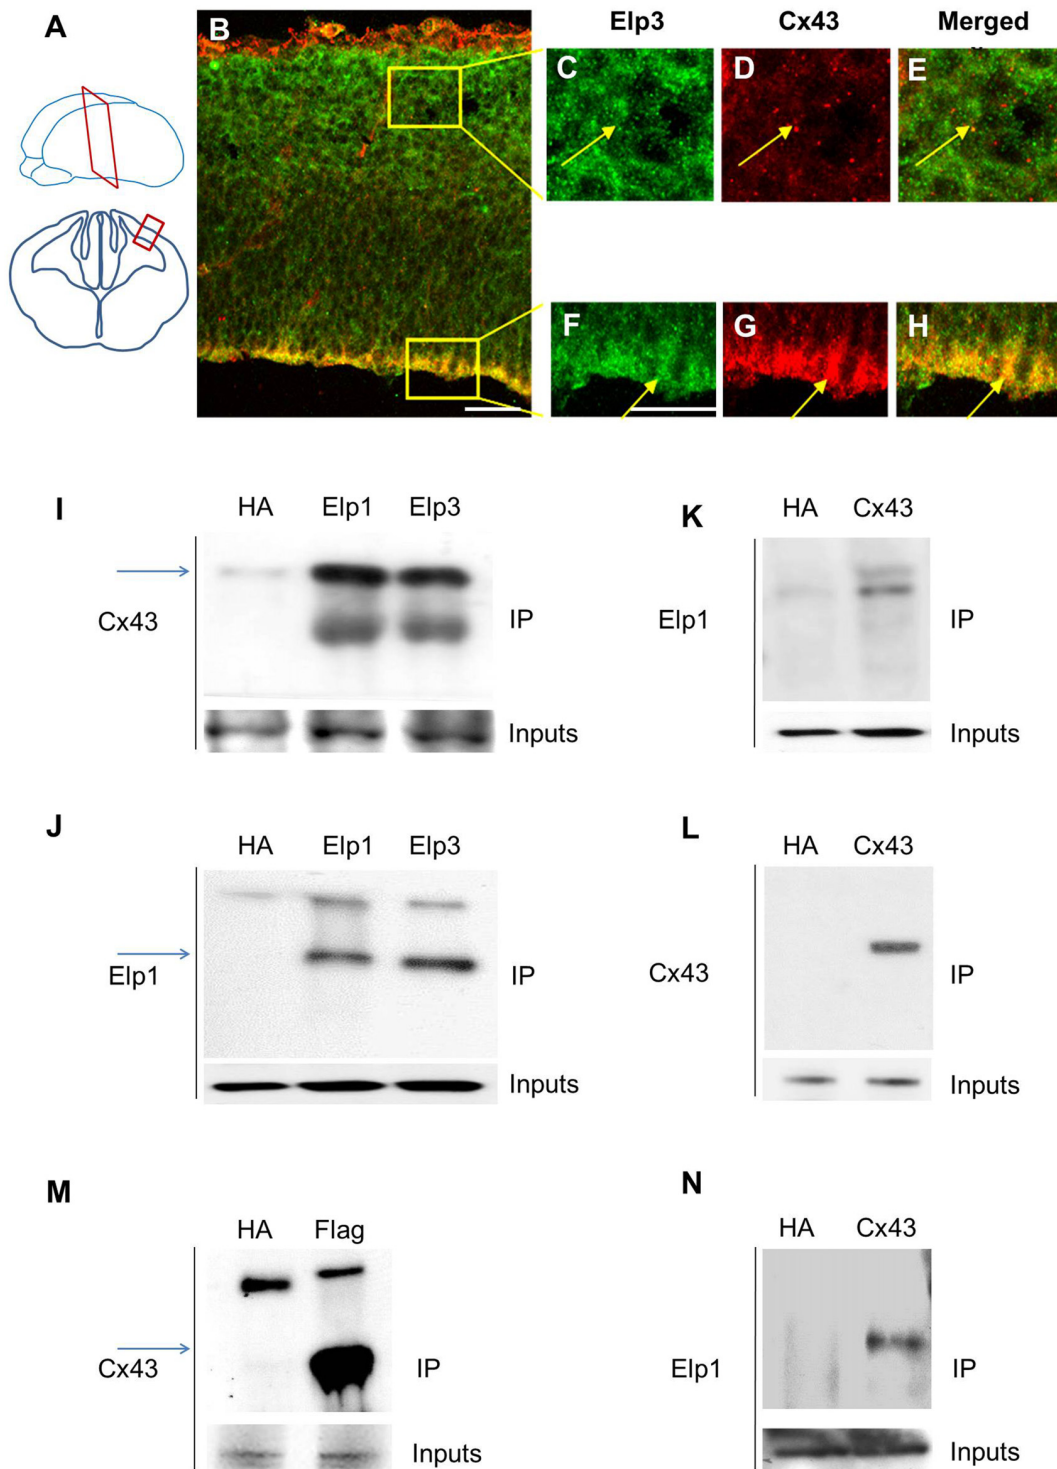 A
B
Elp3
Cx43
Merged
C
D
E
F
G
H
I
HA Elp1 Elp3
Cx43
IP
Inputs
K
HA Cx43
Elp1
IP
Inputs
J
HA Elp1 Elp3
Elp1
IP
Inputs
L
HA Cx43
Cx43
IP
Inputs
M
HA Flag
Cx43
IP
Inputs
N
HA Cx43
Elp1
IP
Inputs